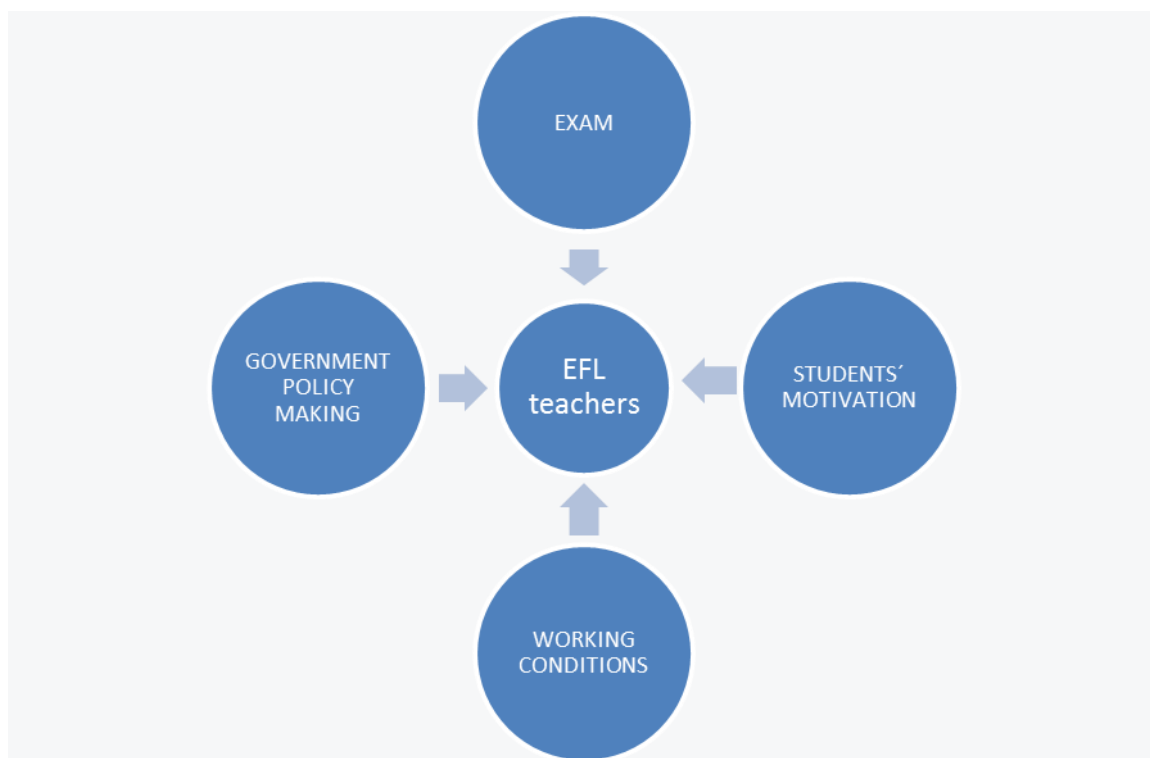 EXAM
GOVERNMENT
POLICY
MAKING
EFL
teachers
STUDENTS´
MOTIVATION
WORKING
CONDITIONS